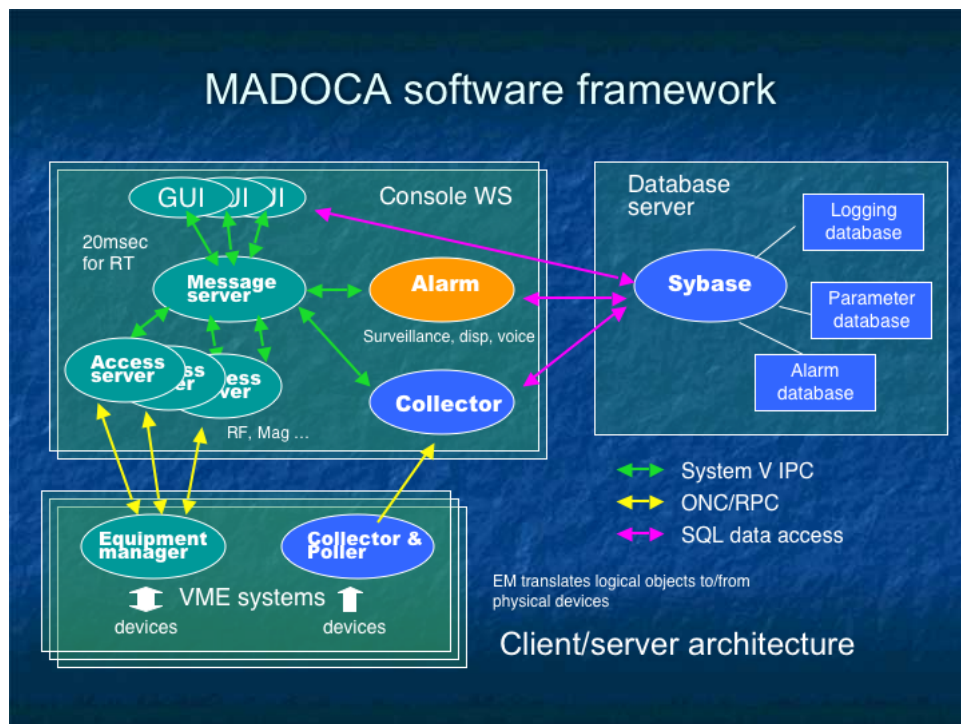 MADOCA software framework
GUI
UI
UI
Console WS
20msec
for RT
Message
server
Alarm
Surveillance, disp, voice
Access
server
ss
er
ess
ver
RF, Mag ...
Collector
Database
server
Sybase
Logging
database
Parameter
database
Alarm
database
System V IPC
ONC/RPC
SQL data access
Equipment
manager
Collector &
Poller
VME systems
devices
devices
EM translates logical objects to/from
physical devices
Client/server architecture